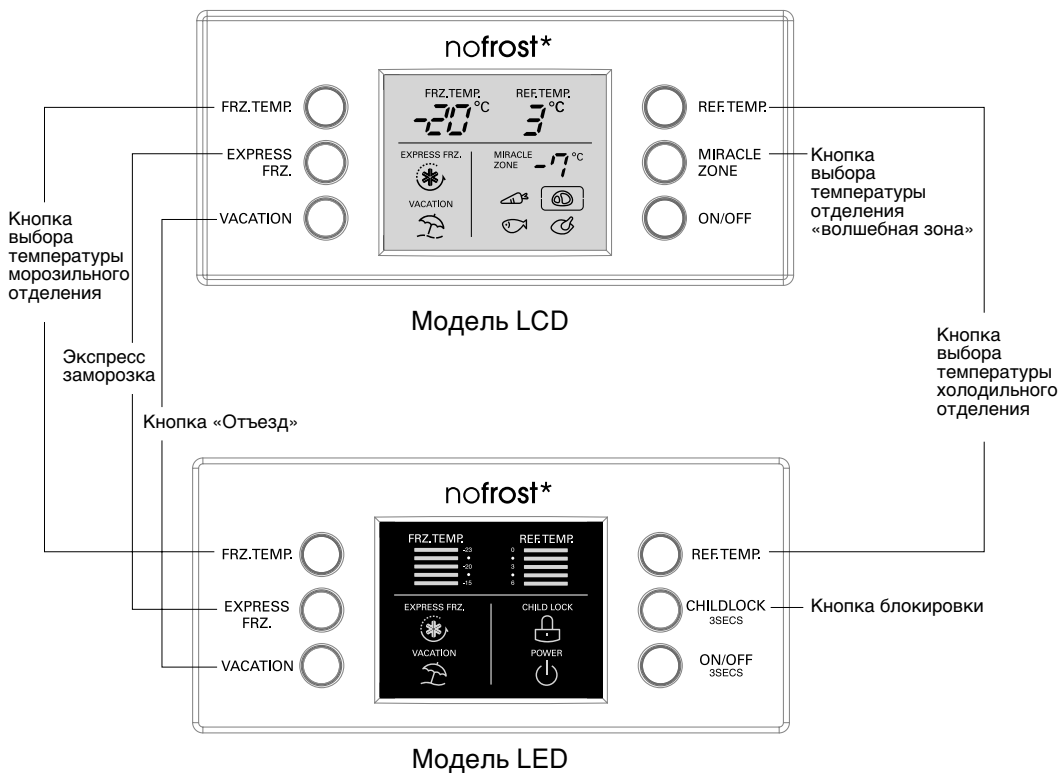 nofrost*
FRZ.TEMP.
EXPRESS
FRZ.
VACATION
FRZ.TEMP. REF.TEMP.
-20 °C 3 °C
EXPRESS FRZ. MIRACLE
ZONE -7 °C
VACATION
REF.TEMP.
MIRACLE
ZONE
ON/OFF
Кнопка
выбора
температуры
отделения
«волшебная зона»
Кнопка
выбора
температуры
морозильного
отделения
Модель LCD
Экспресс
заморозка
Кнопка
выбора
температуры
холодильного
отделения
Кнопка «Отъезд»
nofrost*
FRZ.TEMP.
EXPRESS
FRZ.
VACATION
FRZ.TEMP. REF.TEMP.
-23 0
-20 3
-15 6
EXPRESS FRZ. CHILD LOCK
VACATION POWER
REF.TEMP.
CHILDLOCK
3SECS
ON/OFF
3SECS
Кнопка блокировки
Модель LED